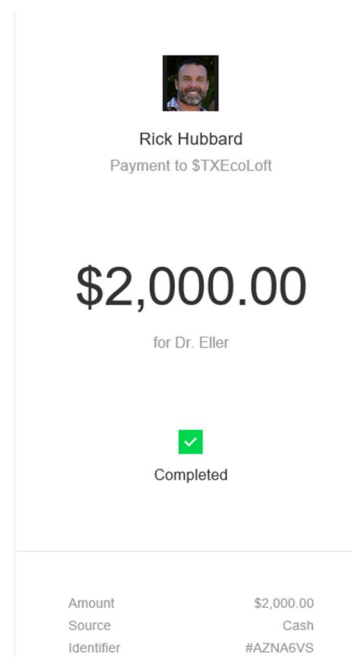 Rick Hubbard
Payment to $TXEcoLoft
$2,000.00
for Dr. Eller
Completed
Amount $2,000.00
Source Cash
Identifier #AZNA6VS